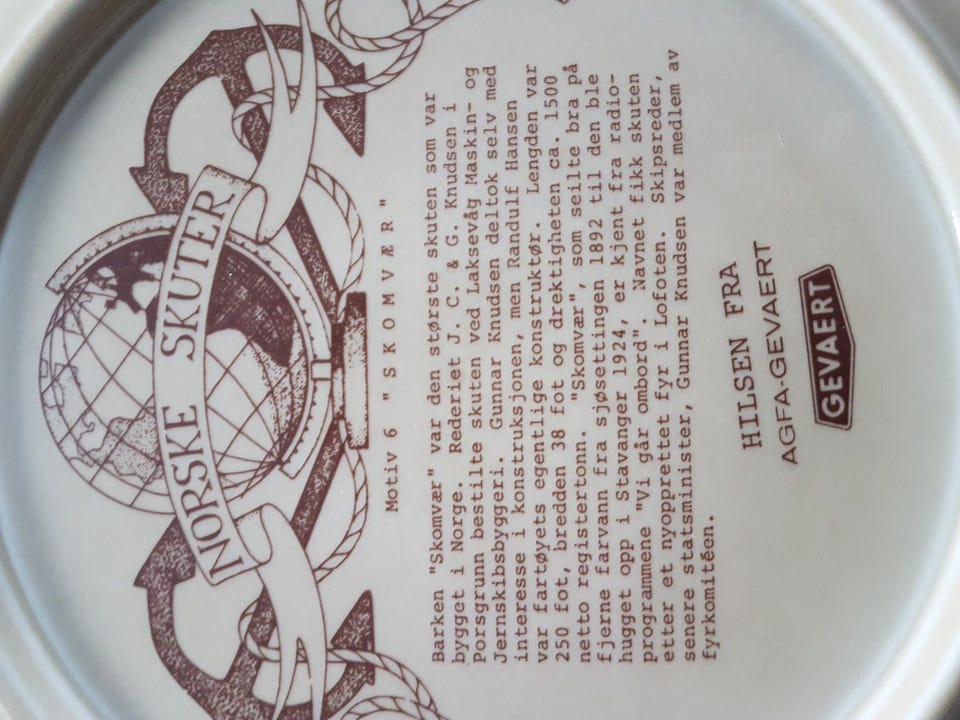 NORSKE SKUTER
Motiv 6 "SKOMVÆR"
Barken "Skomvær" var den største skuten som var
bygget i Norge. Rederiet J. C. & G. Knudsen i
Porsgrunn bestilte skuten ved Laksevåg Maskin- og
Jernskibsbyggeri. Gunnar Knudsen deltok selv med
interesse i konstruksjonen, men Randulf Hansen
var fartøyets egentlige konstruktør. Lengden var
250 fot, bredden 38 fot og drektigheten ca. 1500
netto registertonn. "Skomvær", som seilte bra på
fjerne farvann fra sjøsettingen 1892 til den ble
hugget opp i Stavanger 1924, er kjent fra radio-
programmene "Vi går ombord". Navnet fikk skuten
etter et nyopprettet fyr i Lofoten. Skipsreder,
senere statsminister, Gunnar Knudsen var medlem av
fyrkomitéen.
HILSEN FRA
AGFA-GEVAERT
GEVAERT